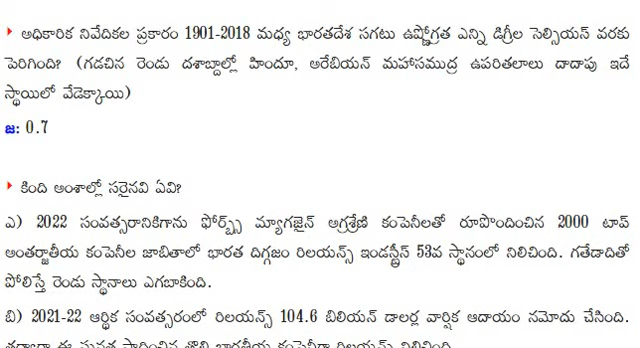 అధికారిక నివేదికల ప్రకారం 1901-2018 మధ్య భారతదేశ సగటు ఉష్ణోగ్రత ఎన్ని డిగ్రీల సెల్సియన్ వరకు
పెరిగింది? (గడచిన రెండు దశాబ్దాల్లో హిందూ, అరేబియన్ మహాసముద్ర ఉపరితలాలు దాదాపు ఇదే
స్థాయిలో వేడెక్కాయి)
జ: 0.7
కింది అంశాల్లో సరైనవి ఏవి?
ఎ) 2022 సంవత్సరానికిగాను ఫోర్బ్స్ మ్యాగజైన్ అగ్రశ్రేణి కంపెనీలతో రూపొందించిన 2000 టాప్
అంతర్జాతీయ కంపెనీల జాబితాలో భారత దిగ్గజం రిలయన్స్ ఇండస్ట్రీస్ 53వ స్థానంలో నిలిచింది. గతేడాదితో
పోలిస్తే రెండు స్థానాలు ఎగబాకింది.
బి) 2021-22 ఆర్థిక సంవత్సరంలో రిలయన్స్ 104.6 బిలియన్ డాలర్ల వార్షిక ఆదాయం నమోదు చేసింది.